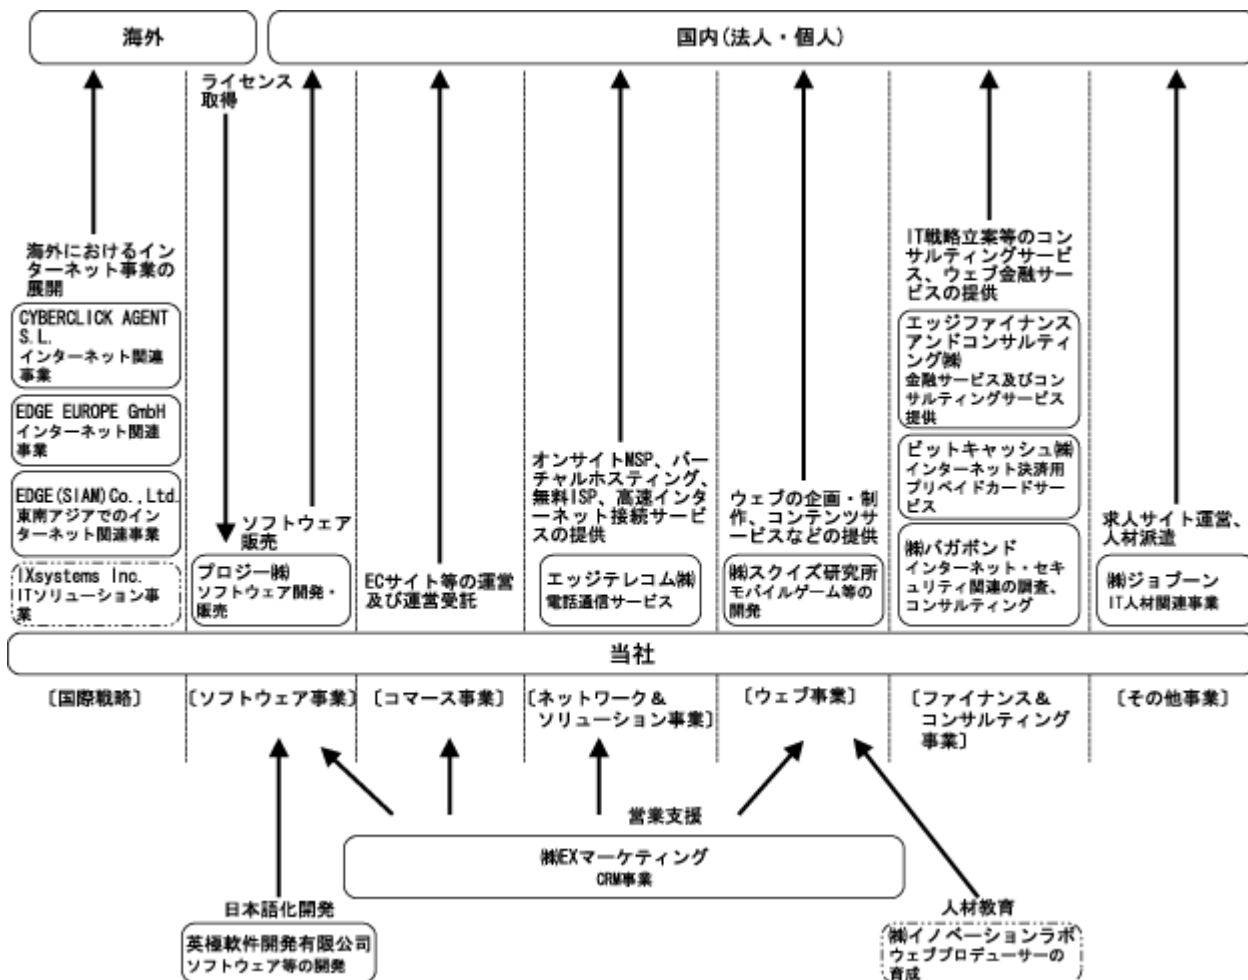 海外
国内(法人・個人)
ライセンス
取得
海外におけるイン
ターネット事業の
展開
CYBERCLICK AGENT
S.L.
インターネット関連
事業
EDGE EUROPE GmbH
インターネット関連
事業
EDGE(SIAM)Co.,Ltd.
東南アジアでのイン
ターネット関連事業
IXsystems Inc.
ITソリューション事
業
ソフトウェア
販売
プロジー㈱
ソフトウェア開発・
販売
ECサイト等の運営
及び運営受託
オンサイトMSP、バー
チャルホスティング、
無料ISP、高速インタ
ーネット接続サービ
スの提供
エッジテレコム㈱
電話通信サービス
ウェブの企画・制
作、コンテンツサ
ービスなどの提供
㈱スクイズ研究所
モバイルゲーム等の
開発
IT戦略立案等のコン
サルティングサービ
ス、ウェブ金融サー
ビスの提供
エッジファイナンス
アンドコンサルティ
ング㈱
金融サービス及びコン
サルティングサービス
提供
ビットキャッシュ㈱
インターネット決済用
プリペイドカードサー
ビス
㈱バガボンド
インターネット・セキ
ュリティ関連の調査、
コンサルティング
求人サイト運営、
人材派遣
㈱ジョブーン
IT人材関連事業
当社
〔国際戦略〕
〔ソフトウェア事業〕
〔コマース事業〕
〔ネットワーク＆
ソリューション事業〕
〔ウェブ事業〕
〔ファイナンス＆
コンサルティング
事業〕
〔その他事業〕
営業支援
㈱EXマーケティング
CRM事業
日本語化開発
英極軟件開発有限公司
ソフトウェア等の開発
人材教育
㈱イノベーションラボ
ウェブプロデューサーの
育成